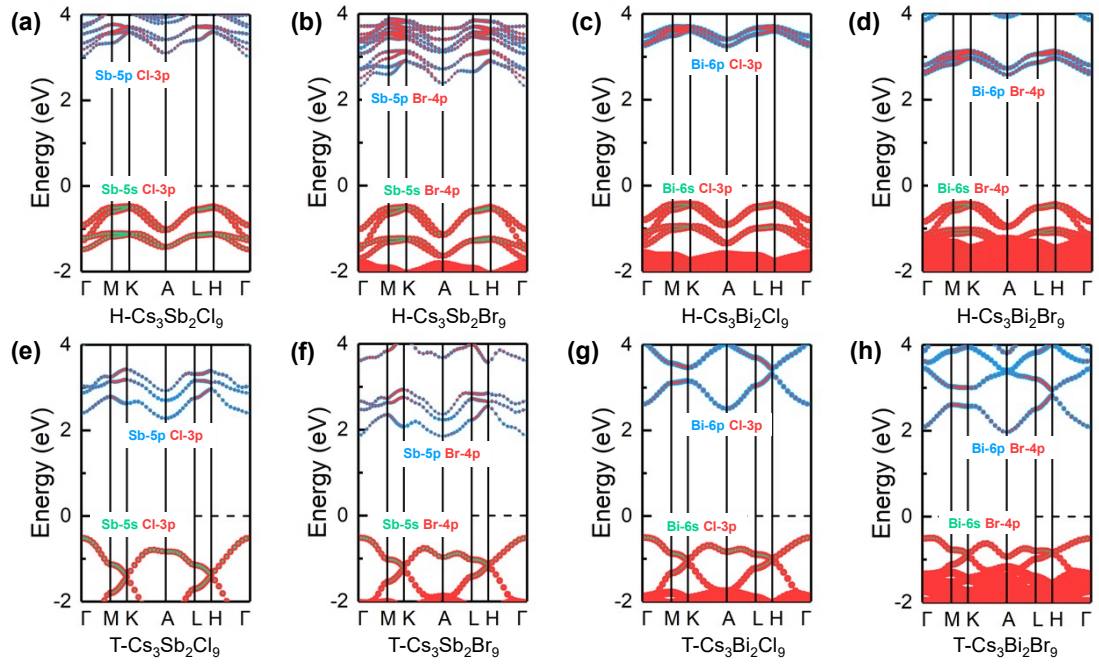 (a) (b) (c) (d)
Energy (eV) Energy (eV) Energy (eV) Energy (eV)
4 4 4 4
Sb-5p Cl-3p Sb-5p Br-4p Bi-6p Cl-3p Bi-6p Br-4p
2 2 2 2
0 0 0 0
Sb-5s Cl-3p Sb-5s Br-4p Bi-6s Cl-3p Bi-6s Br-4p
-2 -2 -2 -2
Γ M K A L H Γ Γ M K A L H Γ Γ M K A L H Γ Γ M K A L H Γ
H-Cs₃Sb₂Cl₉ H-Cs₃Sb₂Br₉ H-Cs₃Bi₂Cl₉ H-Cs₃Bi₂Br₉
(e) (f) (g) (h)
Energy (eV) Energy (eV) Energy (eV) Energy (eV)
4 4 4 4
Sb-5p Cl-3p Sb-5p Br-4p Bi-6p Cl-3p Bi-6p Br-4p
2 2 2 2
0 0 0 0
Sb-5s Cl-3p Sb-5s Br-4p Bi-6s Cl-3p Bi-6s Br-4p
-2 -2 -2 -2
Γ M K A L H Γ Γ M K A L H Γ Γ M K A L H Γ Γ M K A L H Γ
T-Cs₃Sb₂Cl₉ T-Cs₃Sb₂Br₉ T-Cs₃Bi₂Cl₉ T-Cs₃Bi₂Br₉